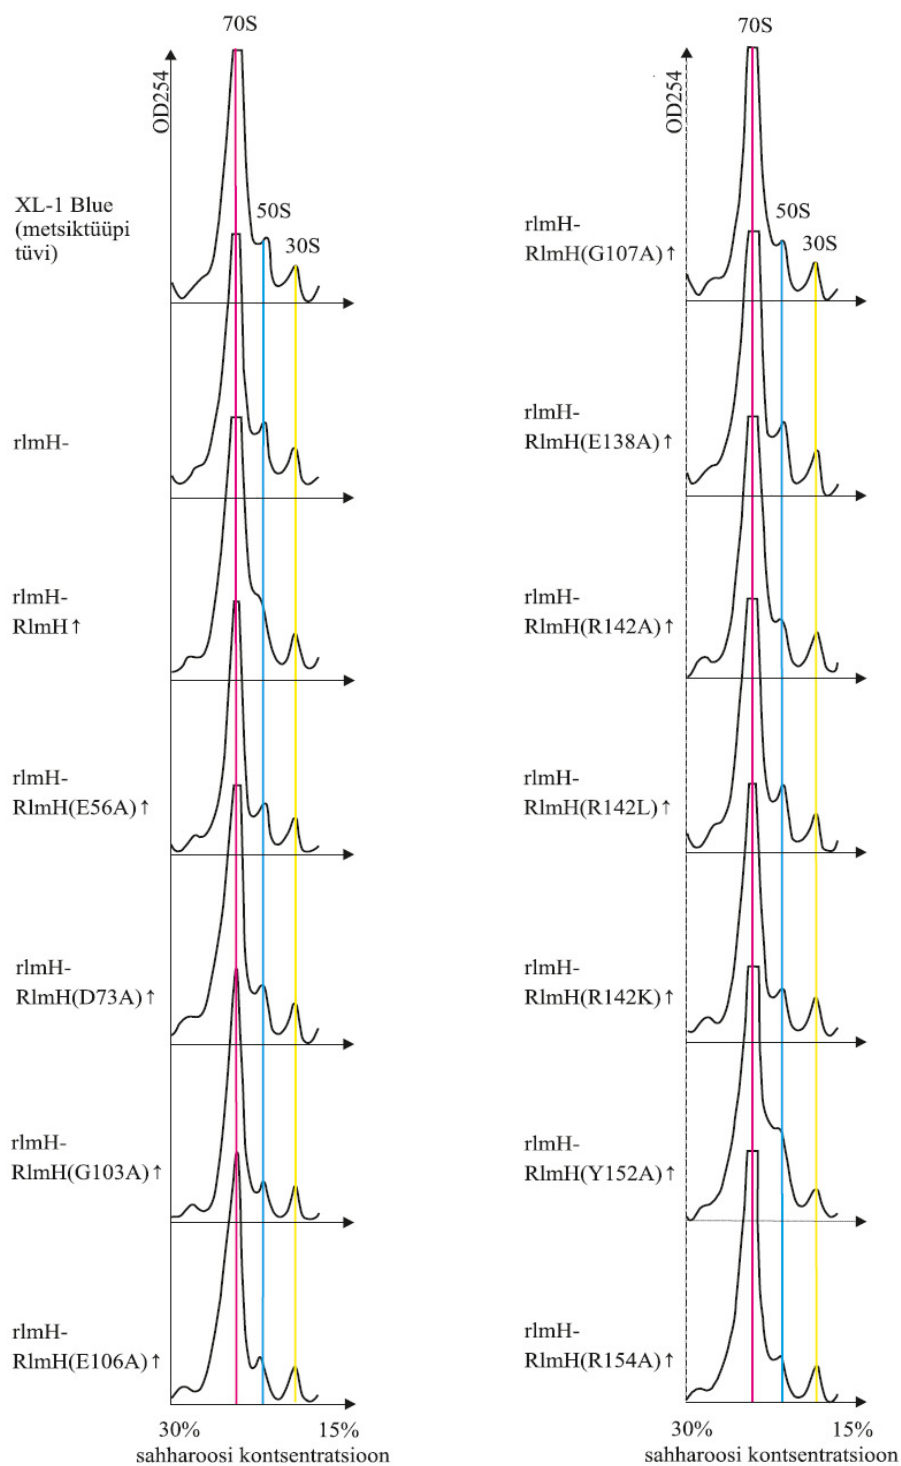 70S
OD254
XL-1 Blue
(metsiktüüpi
tüvi)
50S
30S
rlmH-
rlmH-
RlmH↑
rlmH-
RlmH(E56A)↑
rlmH-
RlmH(D73A)↑
rlmH-
RlmH(G103A)↑
rlmH-
RlmH(E106A)↑
30%
15%
sahharoosi kontsentratsioon
70S
OD254
50S
30S
rlmH-
RlmH(G107A)↑
rlmH-
RlmH(E138A)↑
rlmH-
RlmH(R142A)↑
rlmH-
RlmH(R142L)↑
rlmH-
RlmH(R142K)↑
rlmH-
RlmH(Y152A)↑
rlmH-
RlmH(R154A)↑
30%
15%
sahharoosi kontsentratsioon